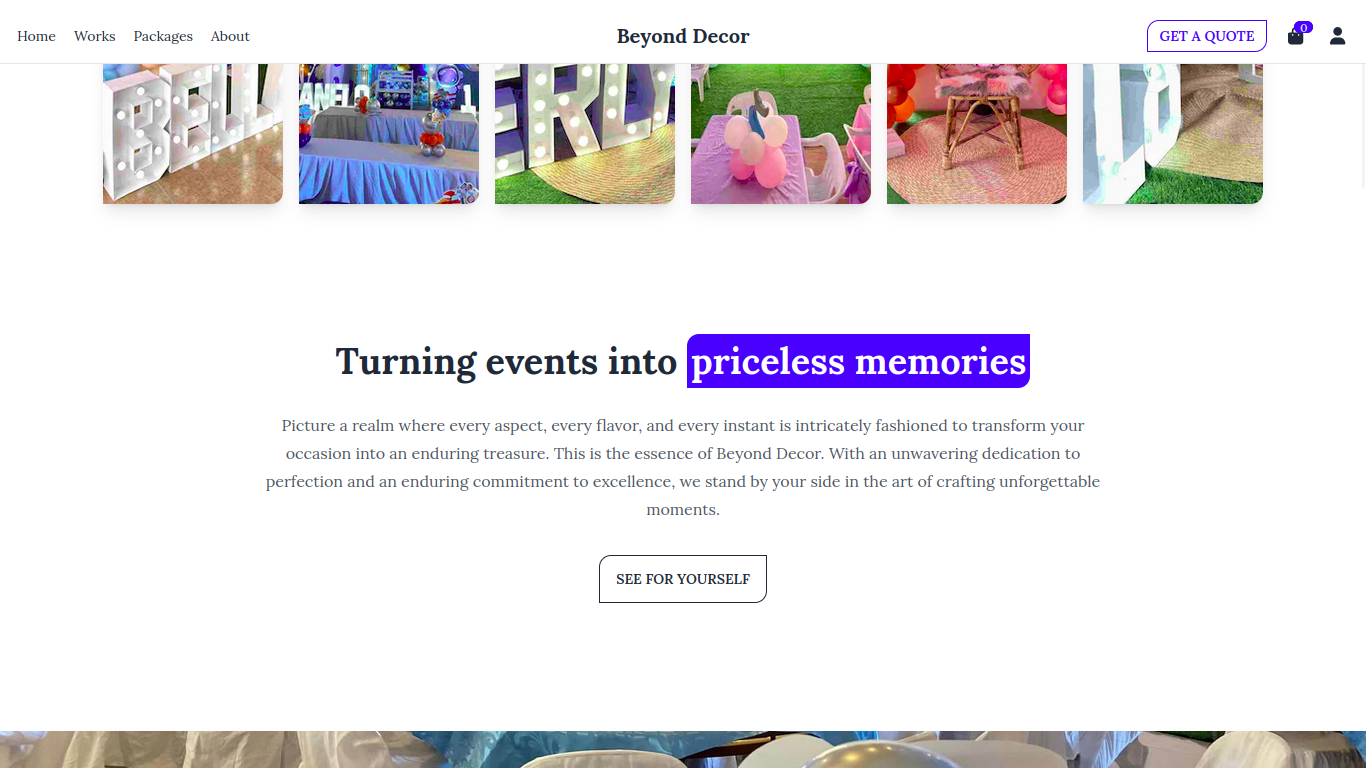 Home Works Packages About Beyond Decor GET A QUOTE 0
BELL
ANELO
ERLY
Turning events into priceless memories
Picture a realm where every aspect, every flavor, and every instant is intricately fashioned to transform your
occasion into an enduring treasure. This is the essence of Beyond Decor. With an unwavering dedication to
perfection and an enduring commitment to excellence, we stand by your side in the art of crafting unforgettable
moments.
SEE FOR YOURSELF